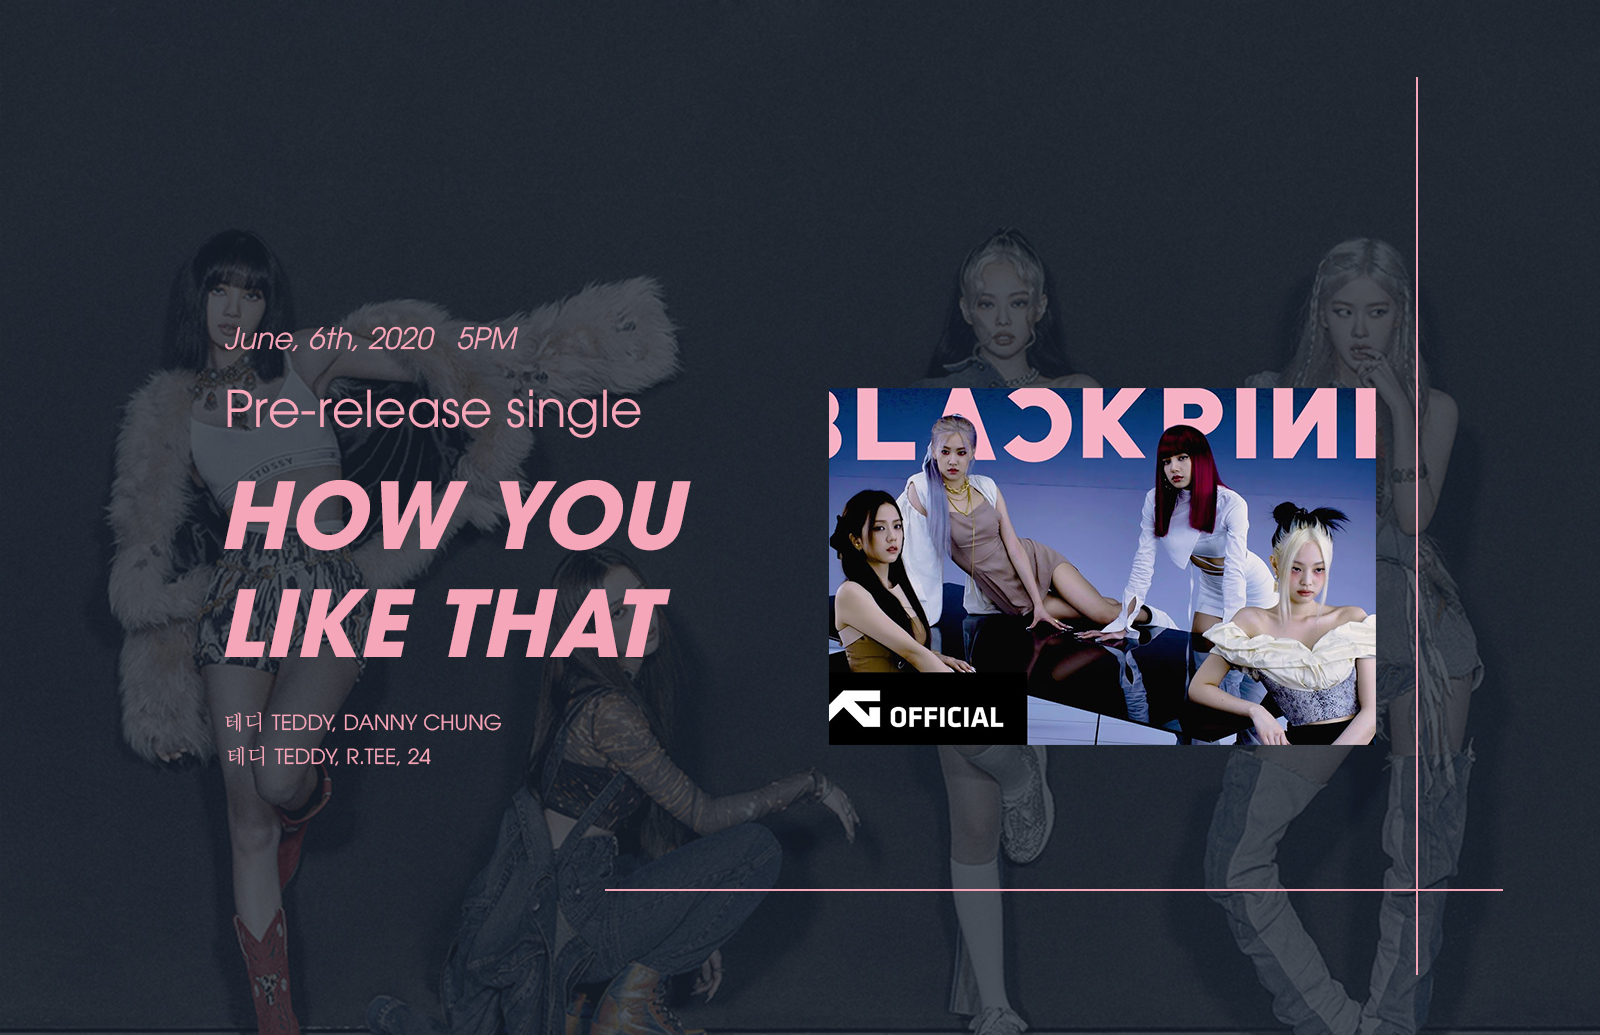 June, 6th, 2020 5PM
Pre-release single
HOW YOU
LIKE THAT
테디 TEDDY, DANNY CHUNG
테디 TEDDY, R.TEE, 24
BLACKPINK
YG OFFICIAL
STUSSY